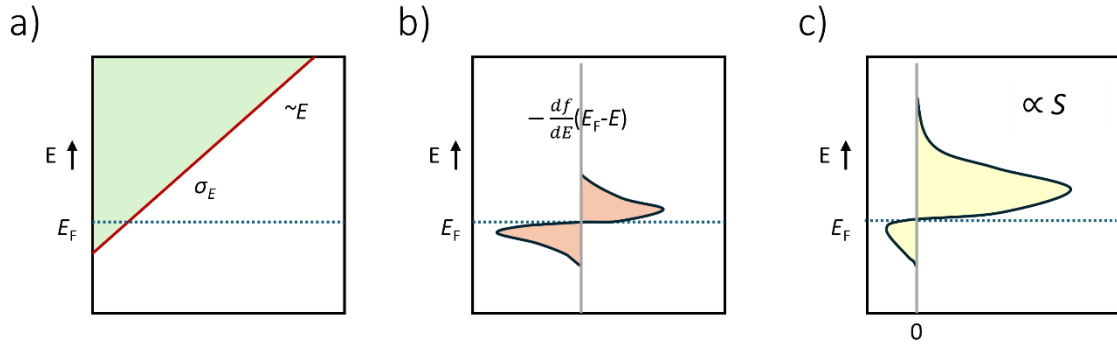 a)
~E
E ↑
σ_E
E_F
b)
− df/dE (E_F-E)
E ↑
E_F
c)
∝ S
E ↑
E_F
0